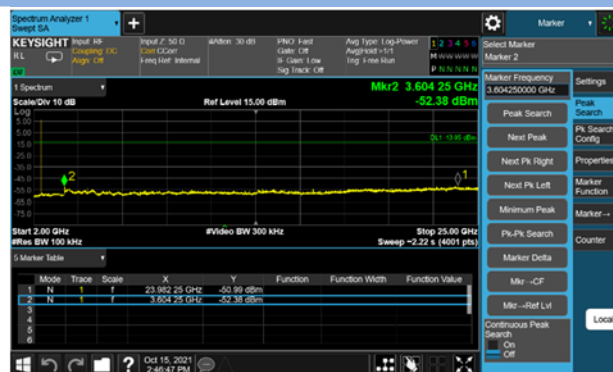 Spectrum Analyzer 1
Swept SA
+
Marker
KEYSIGHT
Input: RF
Coupling: DC
Align: Off
Input Z: 50 Ω
Corr CCorr
Freq Ref: Internal
#Atten: 30 dB
PNO: Fast
Gate: Off
IF Gain: Low
Sig Track: Off
Avg Type: Log-Power
Avg|Hold:>1/1
Trig: Free Run
1 2 3 4 5 6
M W W W W W
P N N N N N
RL
Select Marker
Marker 2
1 Spectrum
Scale/Div 10 dB
Log
Ref Level 15.00 dBm
Mkr2 3.604 25 GHz
-52.38 dBm
5.00
-5.00
-15.0
-25.0
-35.0
-45.0
-55.0
-65.0
-75.0
DL1 -13.95 dBm
2
1
Start 2.00 GHz
#Res BW 100 kHz
#Video BW 300 kHz
Stop 25.00 GHz
Sweep ~2.22 s (4001 pts)
5 Marker Table
Mode Trace Scale X Y Function Function Width Function Value
1 N 1 f 23.982 25 GHz -50.99 dBm
2 N 1 f 3.604 25 GHz -52.38 dBm
3
4
5
6
Marker Frequency
3.604250000 GHz
Peak Search
Next Peak
Next Pk Right
Next Pk Left
Minimum Peak
Pk-Pk Search
Marker Delta
Mkr→CF
Mkr→Ref Lvl
Continuous Peak
Search
On
Off
Settings
Peak
Search
Pk Search
Config
Properties
Marker
Function
Marker→
Counter
Local
?
Oct 15, 2021
2:46:47 PM